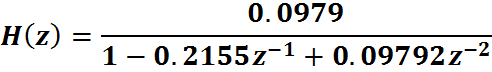 H(z) = 0.0979 / (1 − 0.2155z⁻¹ + 0.09792z⁻²)